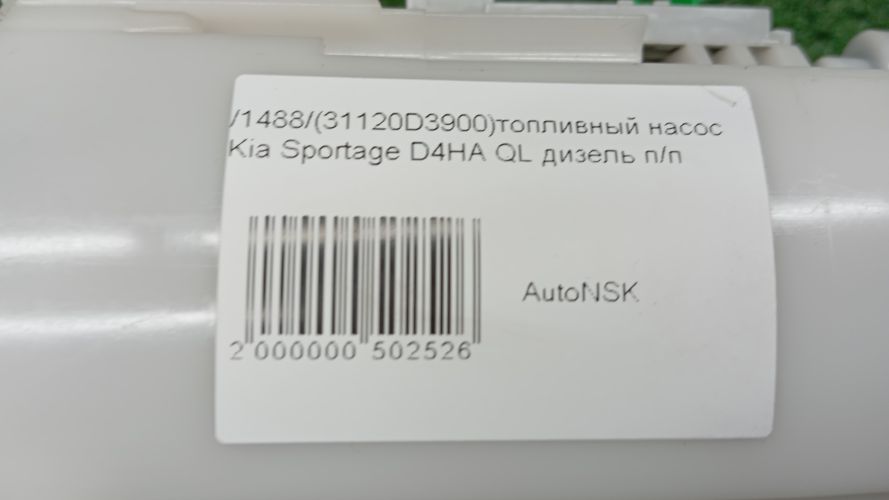 /1488/(31120D3900)топливный насос
Kia Sportage D4HA QL дизель п/п
AutoNSK
2 000000 502526